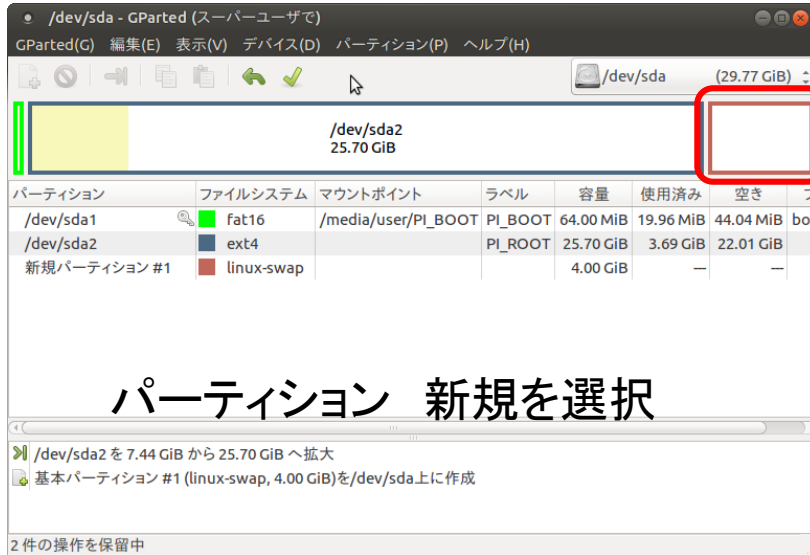 /dev/sda - GParted (スーパーユーザで)
GParted(G) 編集(E) 表示(V) デバイス(D) パーティション(P) ヘルプ(H)
/dev/sda (29.77 GiB)
/dev/sda2
25.70 GiB
パーティション ファイルシステム マウントポイント ラベル 容量 使用済み 空き フ
/dev/sda1 fat16 /media/user/PI_BOOT PI_BOOT 64.00 MiB 19.96 MiB 44.04 MiB bo
/dev/sda2 ext4 PI_ROOT 25.70 GiB 3.69 GiB 22.01 GiB
新規パーティション #1 linux-swap 4.00 GiB --- ---
パーティション 新規を選択
/dev/sda2 を 7.44 GiB から 25.70 GiB へ拡大
基本パーティション #1 (linux-swap, 4.00 GiB)を/dev/sda上に作成
2 件の操作を保留中